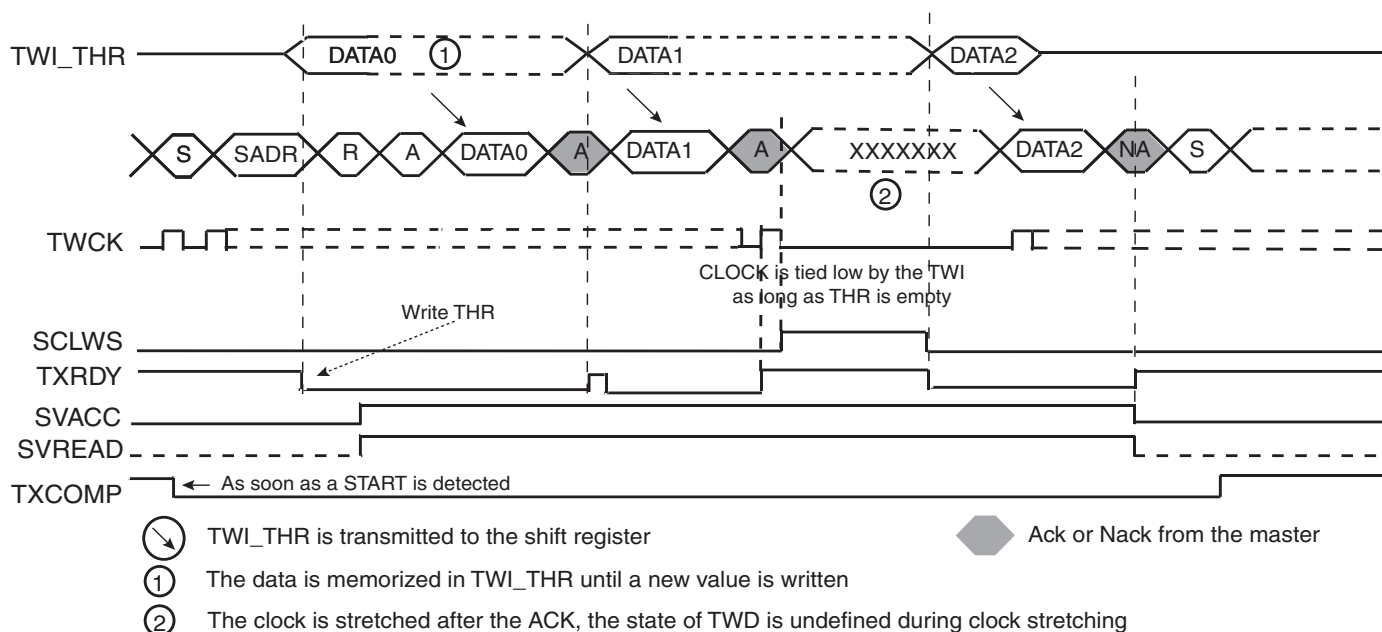 TWI_THR DATA0 1 DATA1 DATA2
S SADR R A DATA0 A DATA1 A XXXXXXX DATA2 NA S
2
TWCK
CLOCK is tied low by the TWI
as long as THR is empty
Write THR
SCLWS
TXRDY
SVACC
SVREAD
TXCOMP As soon as a START is detected
TWI_THR is transmitted to the shift register Ack or Nack from the master
1 The data is memorized in TWI_THR until a new value is written
2 The clock is stretched after the ACK, the state of TWD is undefined during clock stretching